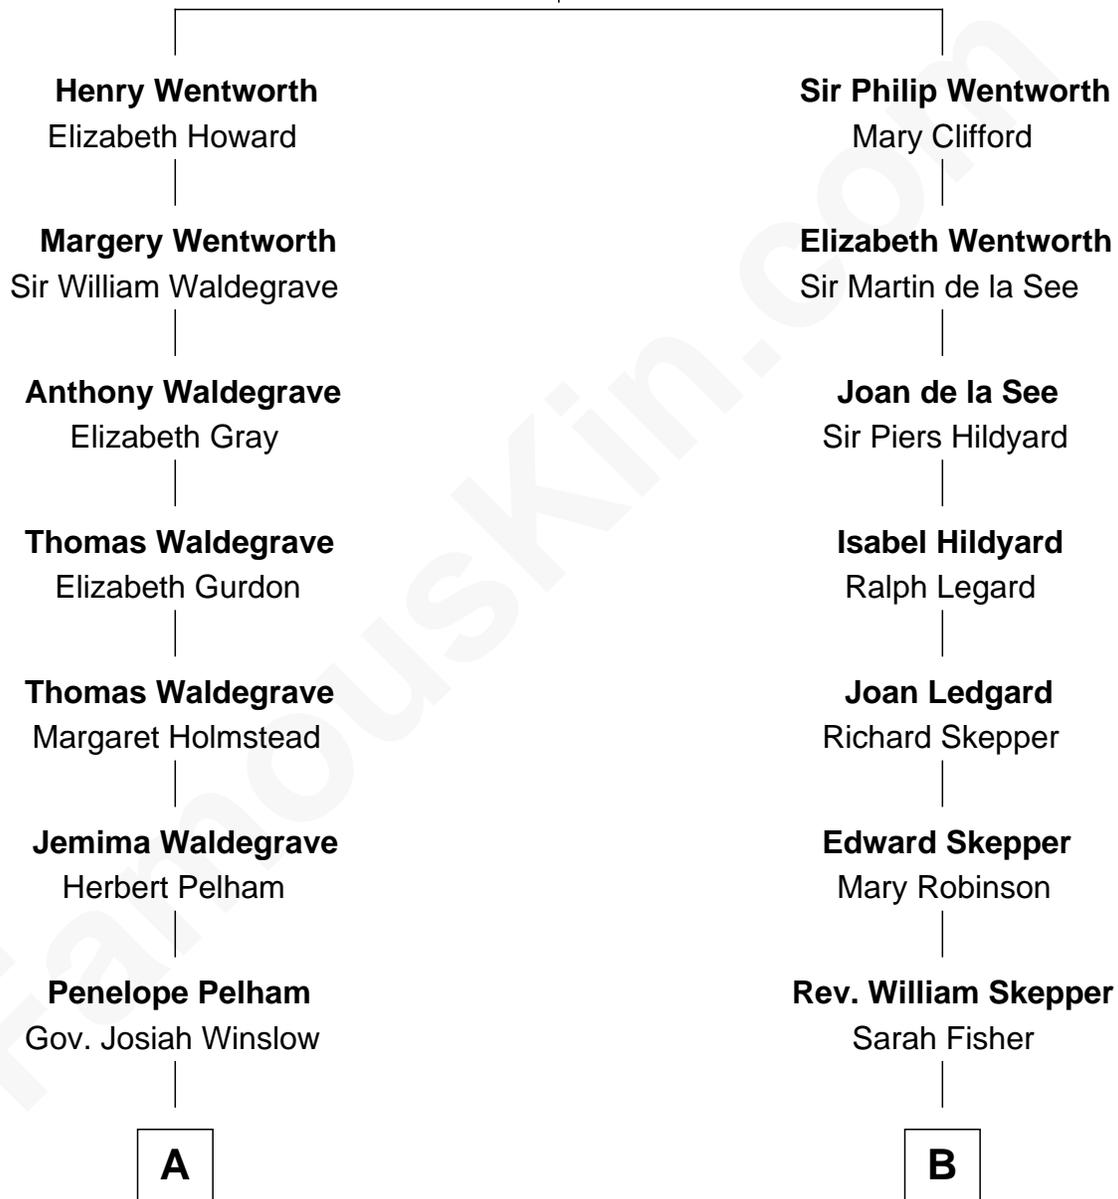 Henry Wentworth
Elizabeth Howard
Margery Wentworth
Sir William Waldegrave
Anthony Waldegrave
Elizabeth Gray
Thomas Waldegrave
Elizabeth Gurdon
Thomas Waldegrave
Margaret Holmstead
Jemima Waldegrave
Herbert Pelham
Penelope Pelham
Gov. Josiah Winslow
A
Sir Philip Wentworth
Mary Clifford
Elizabeth Wentworth
Sir Martin de la See
Joan de la See
Sir Piers Hildyard
Isabel Hildyard
Ralph Legard
Joan Ledgard
Richard Skepper
Edward Skepper
Mary Robinson
Rev. William Skepper
Sarah Fisher
B
FamousKin.com